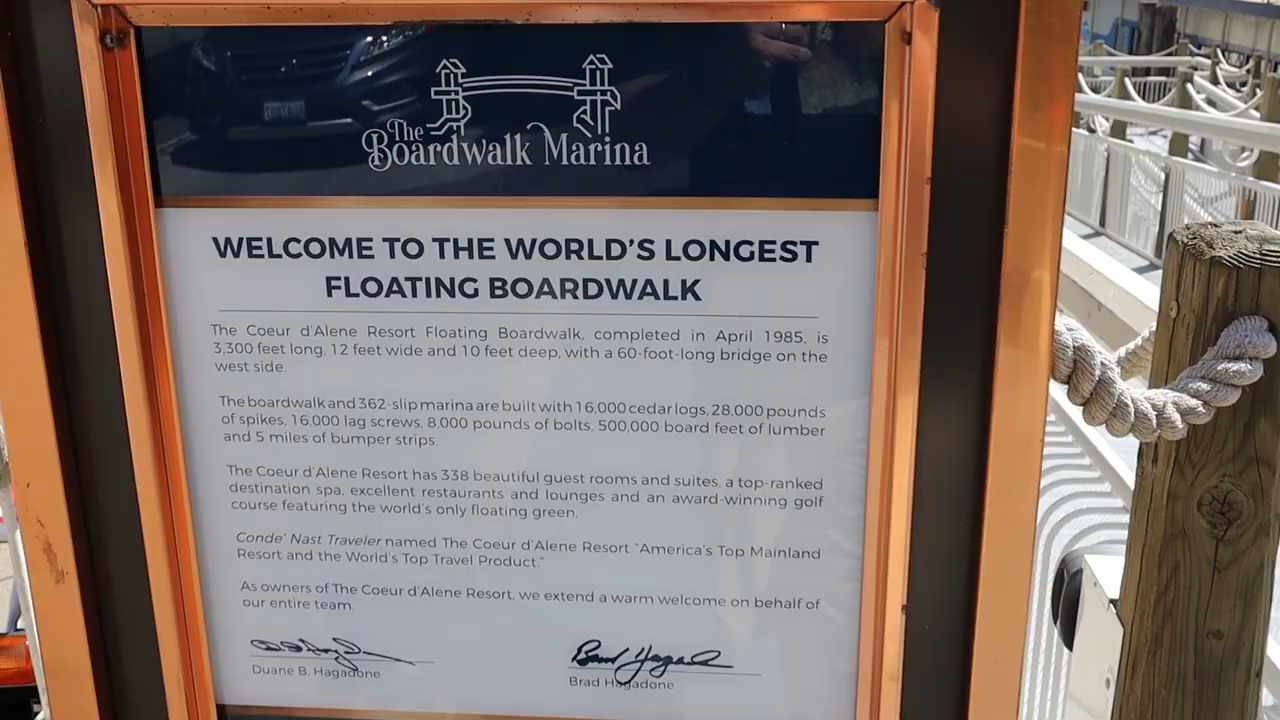 The
Boardwalk Marina
WELCOME TO THE WORLD'S LONGEST
FLOATING BOARDWALK
The Coeur d'Alene Resort Floating Boardwalk, completed in April 1985, is
3,300 feet long, 12 feet wide and 10 feet deep, with a 60-foot-long bridge on the
west side.
The boardwalk and 362-slip marina are built with 16,000 cedar logs, 28,000 pounds
of spikes, 16,000 lag screws, 8,000 pounds of bolts, 500,000 board feet of lumber
and 5 miles of bumper strips.
The Coeur d'Alene Resort has 338 beautiful guest rooms and suites, a top-ranked
destination spa, excellent restaurants and lounges and an award-winning golf
course featuring the world's only floating green.
Conde' Nast Traveler named The Coeur d'Alene Resort "America's Top Mainland
Resort and the World's Top Travel Product."
As owners of The Coeur d'Alene Resort, we extend a warm welcome on behalf of
our entire team.
Brad Hagadone
Duane B. Hagadone
Brad Hagadone